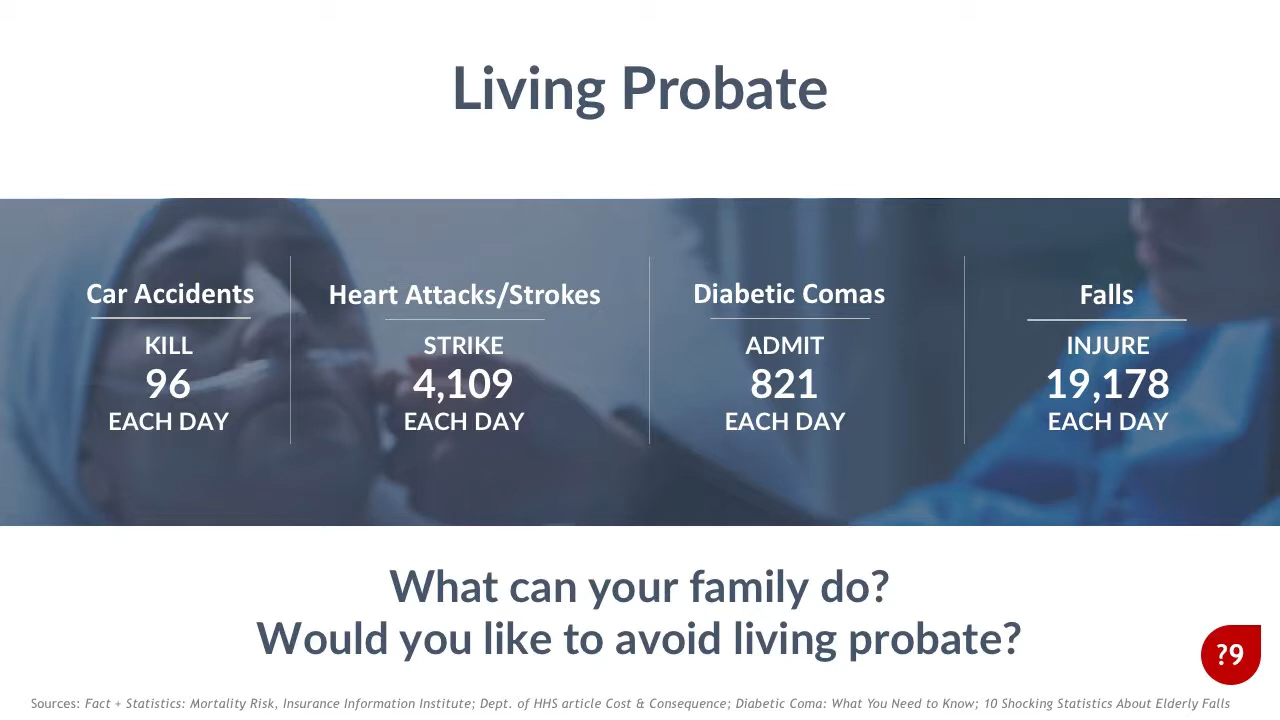 Living Probate
Car Accidents
KILL
96
EACH DAY
Heart Attacks/Strokes
STRIKE
4,109
EACH DAY
Diabetic Comas
ADMIT
821
EACH DAY
Falls
INJURE
19,178
EACH DAY
What can your family do?
Would you like to avoid living probate?
?9
Sources: Fact + Statistics: Mortality Risk, Insurance Information Institute; Dept. of HHS article Cost & Consequence; Diabetic Coma: What You Need to Know; 10 Shocking Statistics About Elderly Falls